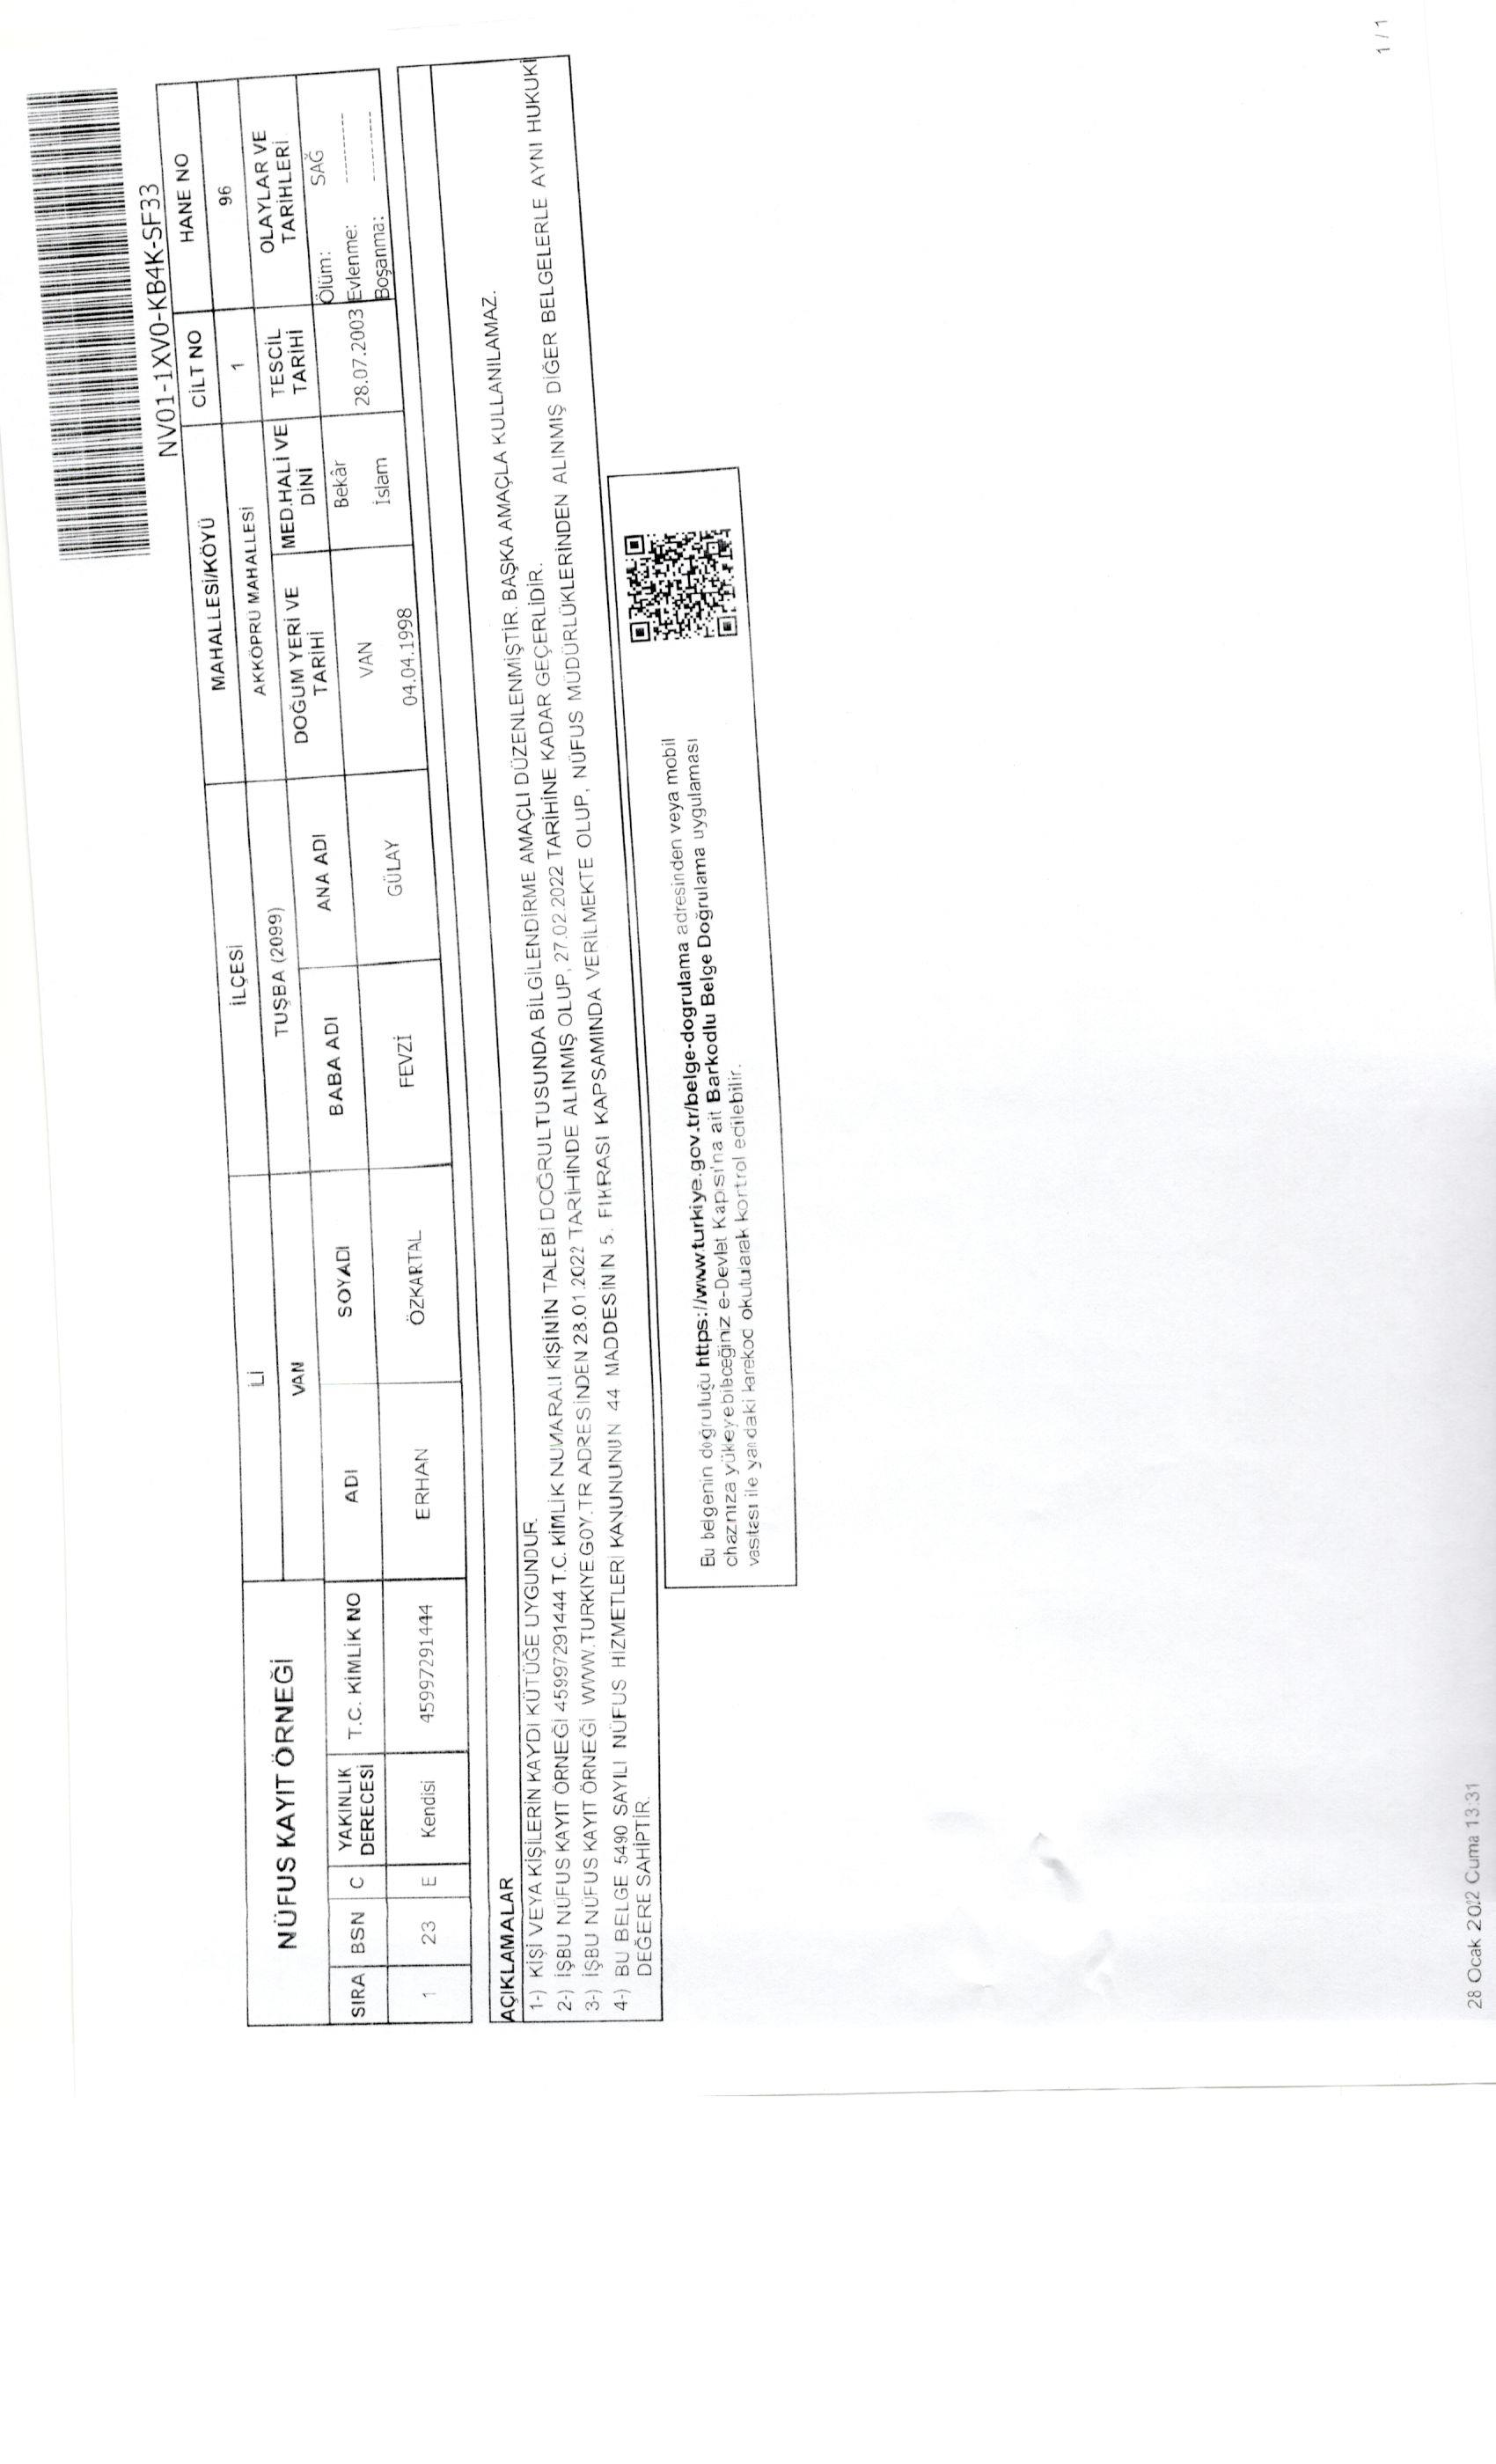 NV01-1XV0-KB4K-SF33
NÜFUS KAYIT ÖRNEĞİ
İLİ İLÇESİ MAHALLESİ/KÖYÜ CİLT NO HANE NO
VAN TUŞBA (2099) AKKÖPRÜ MAHALLESİ 1 96
SIRA BSN C YAKINLIK DERECESİ T.C. KİMLİK NO ADI SOYADI BABA ADI ANA ADI DOĞUM YERİ VE TARİHİ MED.HALİ VE DİNİ TESCİL TARİHİ OLAYLAR VE TARİHLERİ
1 23 E Kendisi 45997291444 ERHAN ÖZKARTAL FEVZİ GÜLAY VAN 04.04.1998 Bekâr İslam 28.07.2003
Ölüm: SAĞ
Evlenme: ----------
Boşanma: ----------
AÇIKLAMALAR
1-) KİŞİ VEYA KİŞİLERİN KAYDI KÜTÜĞE UYGUNDUR.
2-) İŞBU NÜFUS KAYIT ÖRNEĞİ 45997291444 T.C. KİMLİK NUMARALI KİŞİNİN TALEBİ DOĞRULTUSUNDA BİLGİLENDİRME AMAÇLI DÜZENLENMİŞTİR. BAŞKA AMAÇLA KULLANILAMAZ.
3-) İŞBU NÜFUS KAYIT ÖRNEĞİ WWW.TURKIYE.GOV.TR ADRESİNDEN 28.01.2022 TARİHİNDE ALINMIŞ OLUP, 27.02.2022 TARİHİNE KADAR GEÇERLİDİR.
4-) BU BELGE 5490 SAYILI NÜFUS HİZMETLERİ KANUNUNUN 44 MADDESİNİN 5. FIKRASI KAPSAMINDA VERİLMEKTE OLUP, NÜFUS MÜDÜRLÜKLERİNDEN ALINMIŞ DİĞER BELGELERLE AYNI HUKUKİ
DEĞERE SAHİPTİR.
Bu belgenin doğruluğu https://www.turkiye.gov.tr/belge-dogrulama adresinden veya mobil
cihazınıza yükleyebileceğiniz e-Devlet Kapısı'na ait Barkodlu Belge Doğrulama uygulaması
vasıtası ile yandaki karekod okutularak kontrol edilebilir.
28 Ocak 2022 Cuma 13:31
1 / 1